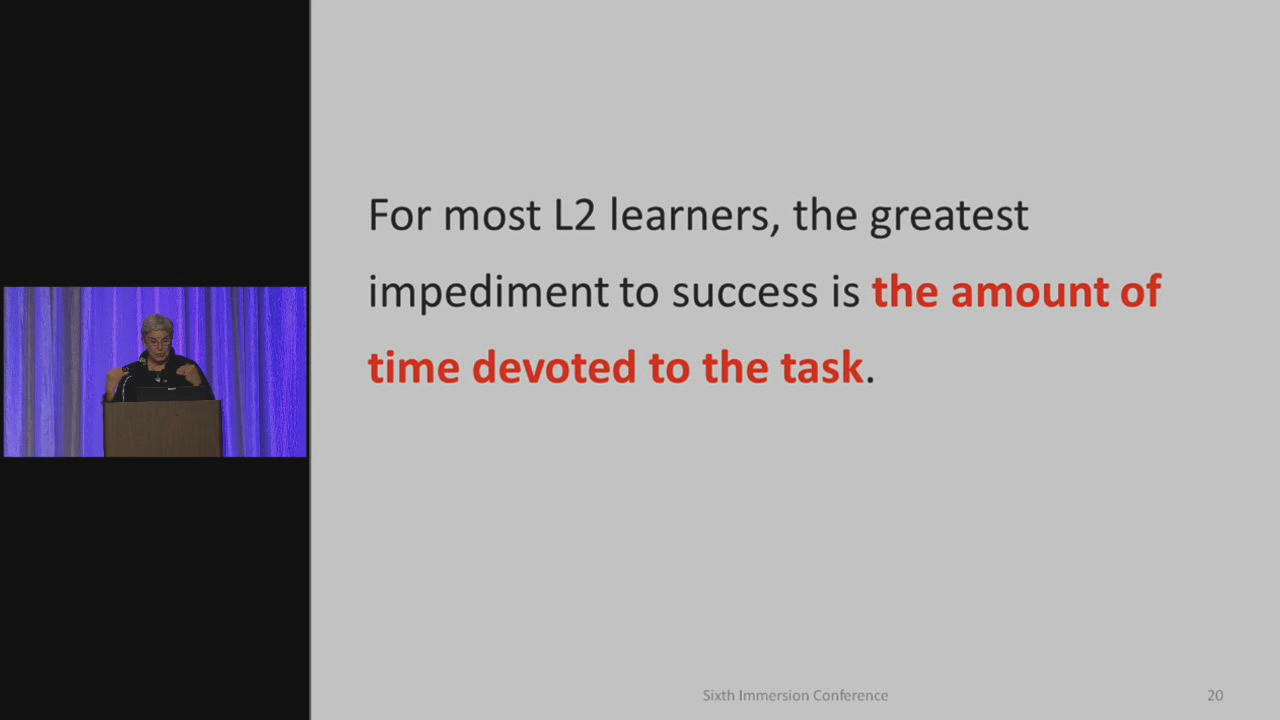 For most L2 learners, the greatest
impediment to success is the amount of
time devoted to the task.
Sixth Immersion Conference
20